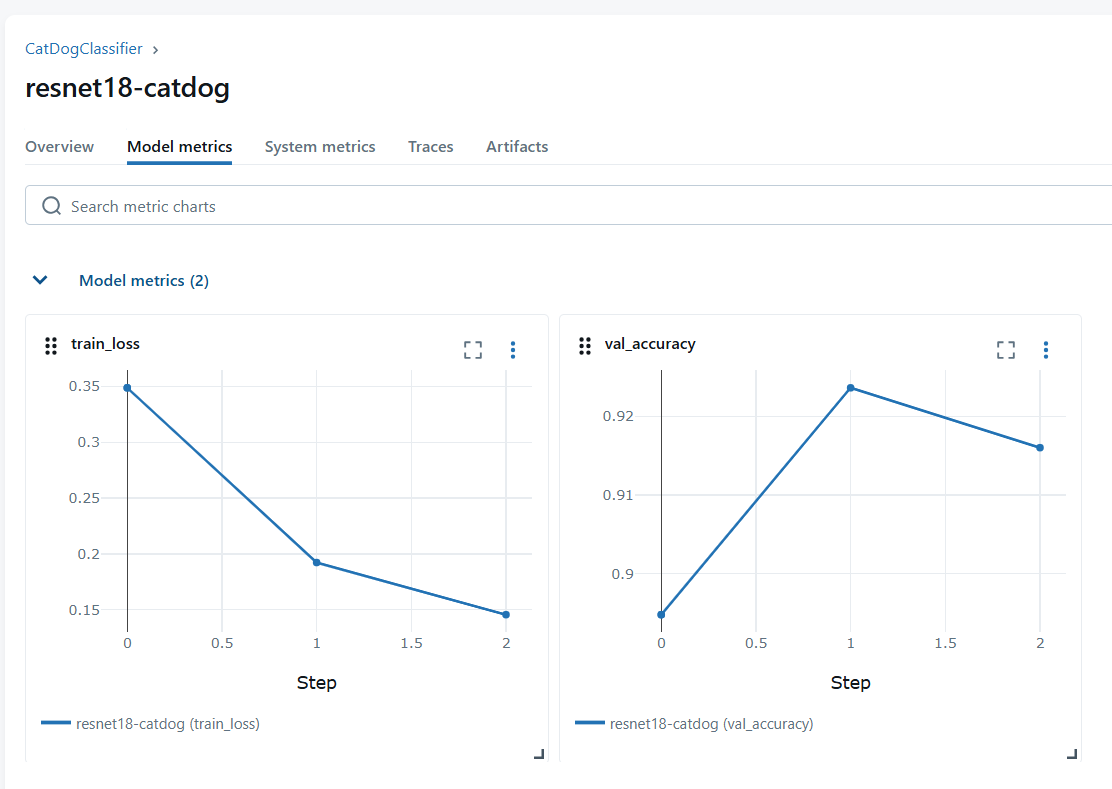 CatDogClassifier
resnet18-catdog
Overview Model metrics System metrics Traces Artifacts
Search metric charts
Model metrics (2)
train_loss
0.35
0.3
0.25
0.2
0.15
0 0.5 1 1.5 2
Step
resnet18-catdog (train_loss)
val_accuracy
0.92
0.91
0.9
0 0.5 1 1.5 2
Step
resnet18-catdog (val_accuracy)